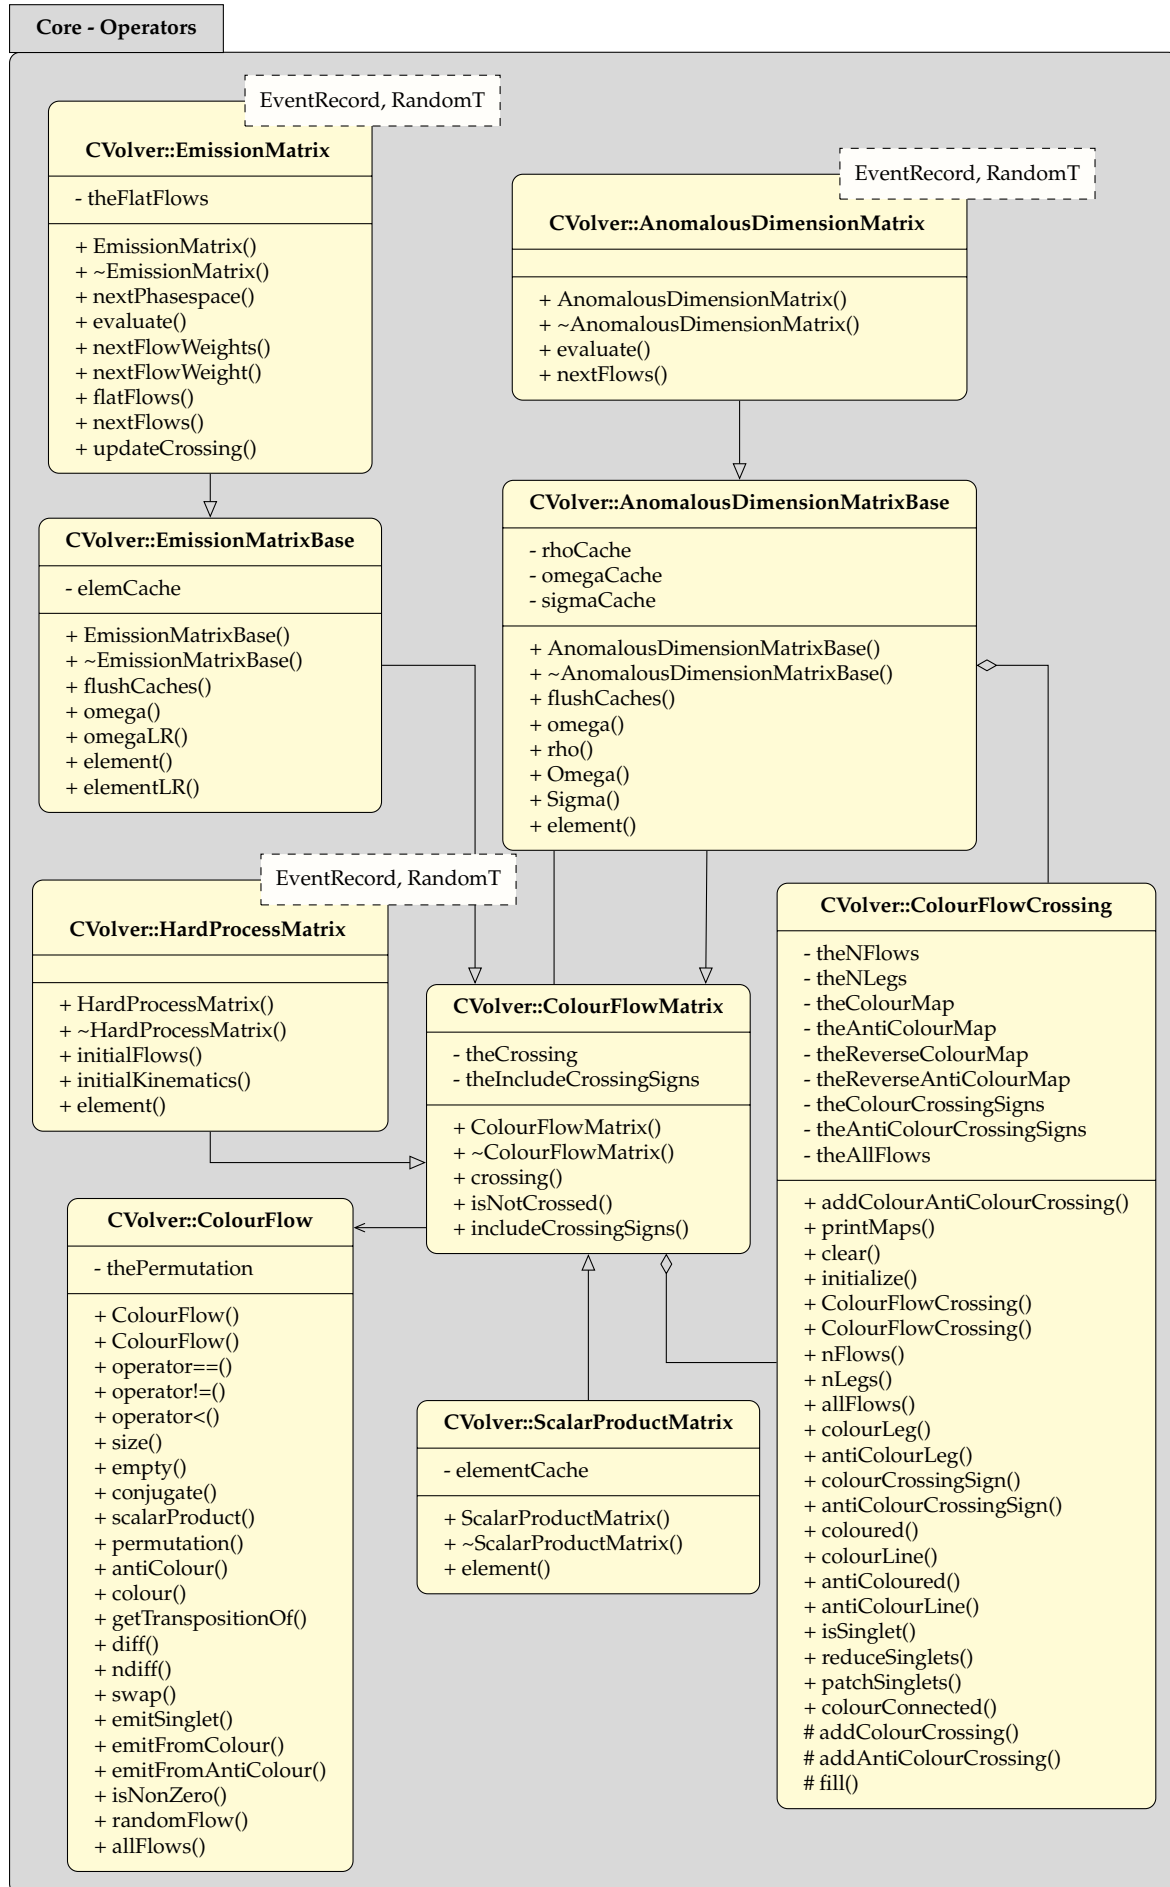 Core - Operators
EventRecord, RandomT
CVolver::EmissionMatrix
- theFlatFlows
+ EmissionMatrix()
+ ~EmissionMatrix()
+ nextPhasespace()
+ evaluate()
+ nextFlowWeights()
+ nextFlowWeight()
+ flatFlows()
+ nextFlows()
+ updateCrossing()
EventRecord, RandomT
CVolver::AnomalousDimensionMatrix
+ AnomalousDimensionMatrix()
+ ~AnomalousDimensionMatrix()
+ evaluate()
+ nextFlows()
CVolver::EmissionMatrixBase
- elemCache
+ EmissionMatrixBase()
+ ~EmissionMatrixBase()
+ flushCaches()
+ omega()
+ omegaLR()
+ element()
+ elementLR()
CVolver::AnomalousDimensionMatrixBase
- rhoCache
- omegaCache
- sigmaCache
+ AnomalousDimensionMatrixBase()
+ ~AnomalousDimensionMatrixBase()
+ flushCaches()
+ omega()
+ rho()
+ Omega()
+ Sigma()
+ element()
EventRecord, RandomT
CVolver::HardProcessMatrix
+ HardProcessMatrix()
+ ~HardProcessMatrix()
+ initialFlows()
+ initialKinematics()
+ element()
CVolver::ColourFlowMatrix
- theCrossing
- theIncludeCrossingSigns
+ ColourFlowMatrix()
+ ~ColourFlowMatrix()
+ crossing()
+ isNotCrossed()
+ includeCrossingSigns()
CVolver::ColourFlowCrossing
- theNFlows
- theNLegs
- theColourMap
- theAntiColourMap
- theReverseColourMap
- theReverseAntiColourMap
- theColourCrossingSigns
- theAntiColourCrossingSigns
- theAllFlows
+ addColourAntiColourCrossing()
+ printMaps()
+ clear()
+ initialize()
+ ColourFlowCrossing()
+ ColourFlowCrossing()
+ nFlows()
+ nLegs()
+ allFlows()
+ colourLeg()
+ antiColourLeg()
+ colourCrossingSign()
+ antiColourCrossingSign()
+ coloured()
+ colourLine()
+ antiColoured()
+ antiColourLine()
+ isSinglet()
+ reduceSinglets()
+ patchSinglets()
+ colourConnected()
# addColourCrossing()
# addAntiColourCrossing()
# fill()
CVolver::ColourFlow
- thePermutation
+ ColourFlow()
+ ColourFlow()
+ operator==()
+ operator!=()
+ operator<()
+ size()
+ empty()
+ conjugate()
+ scalarProduct()
+ permutation()
+ antiColour()
+ colour()
+ getTranspositionOf()
+ diff()
+ ndiff()
+ swap()
+ emitSinglet()
+ emitFromColour()
+ emitFromAntiColour()
+ isNonZero()
+ randomFlow()
+ allFlows()
CVolver::ScalarProductMatrix
- elementCache
+ ScalarProductMatrix()
+ ~ScalarProductMatrix()
+ element()